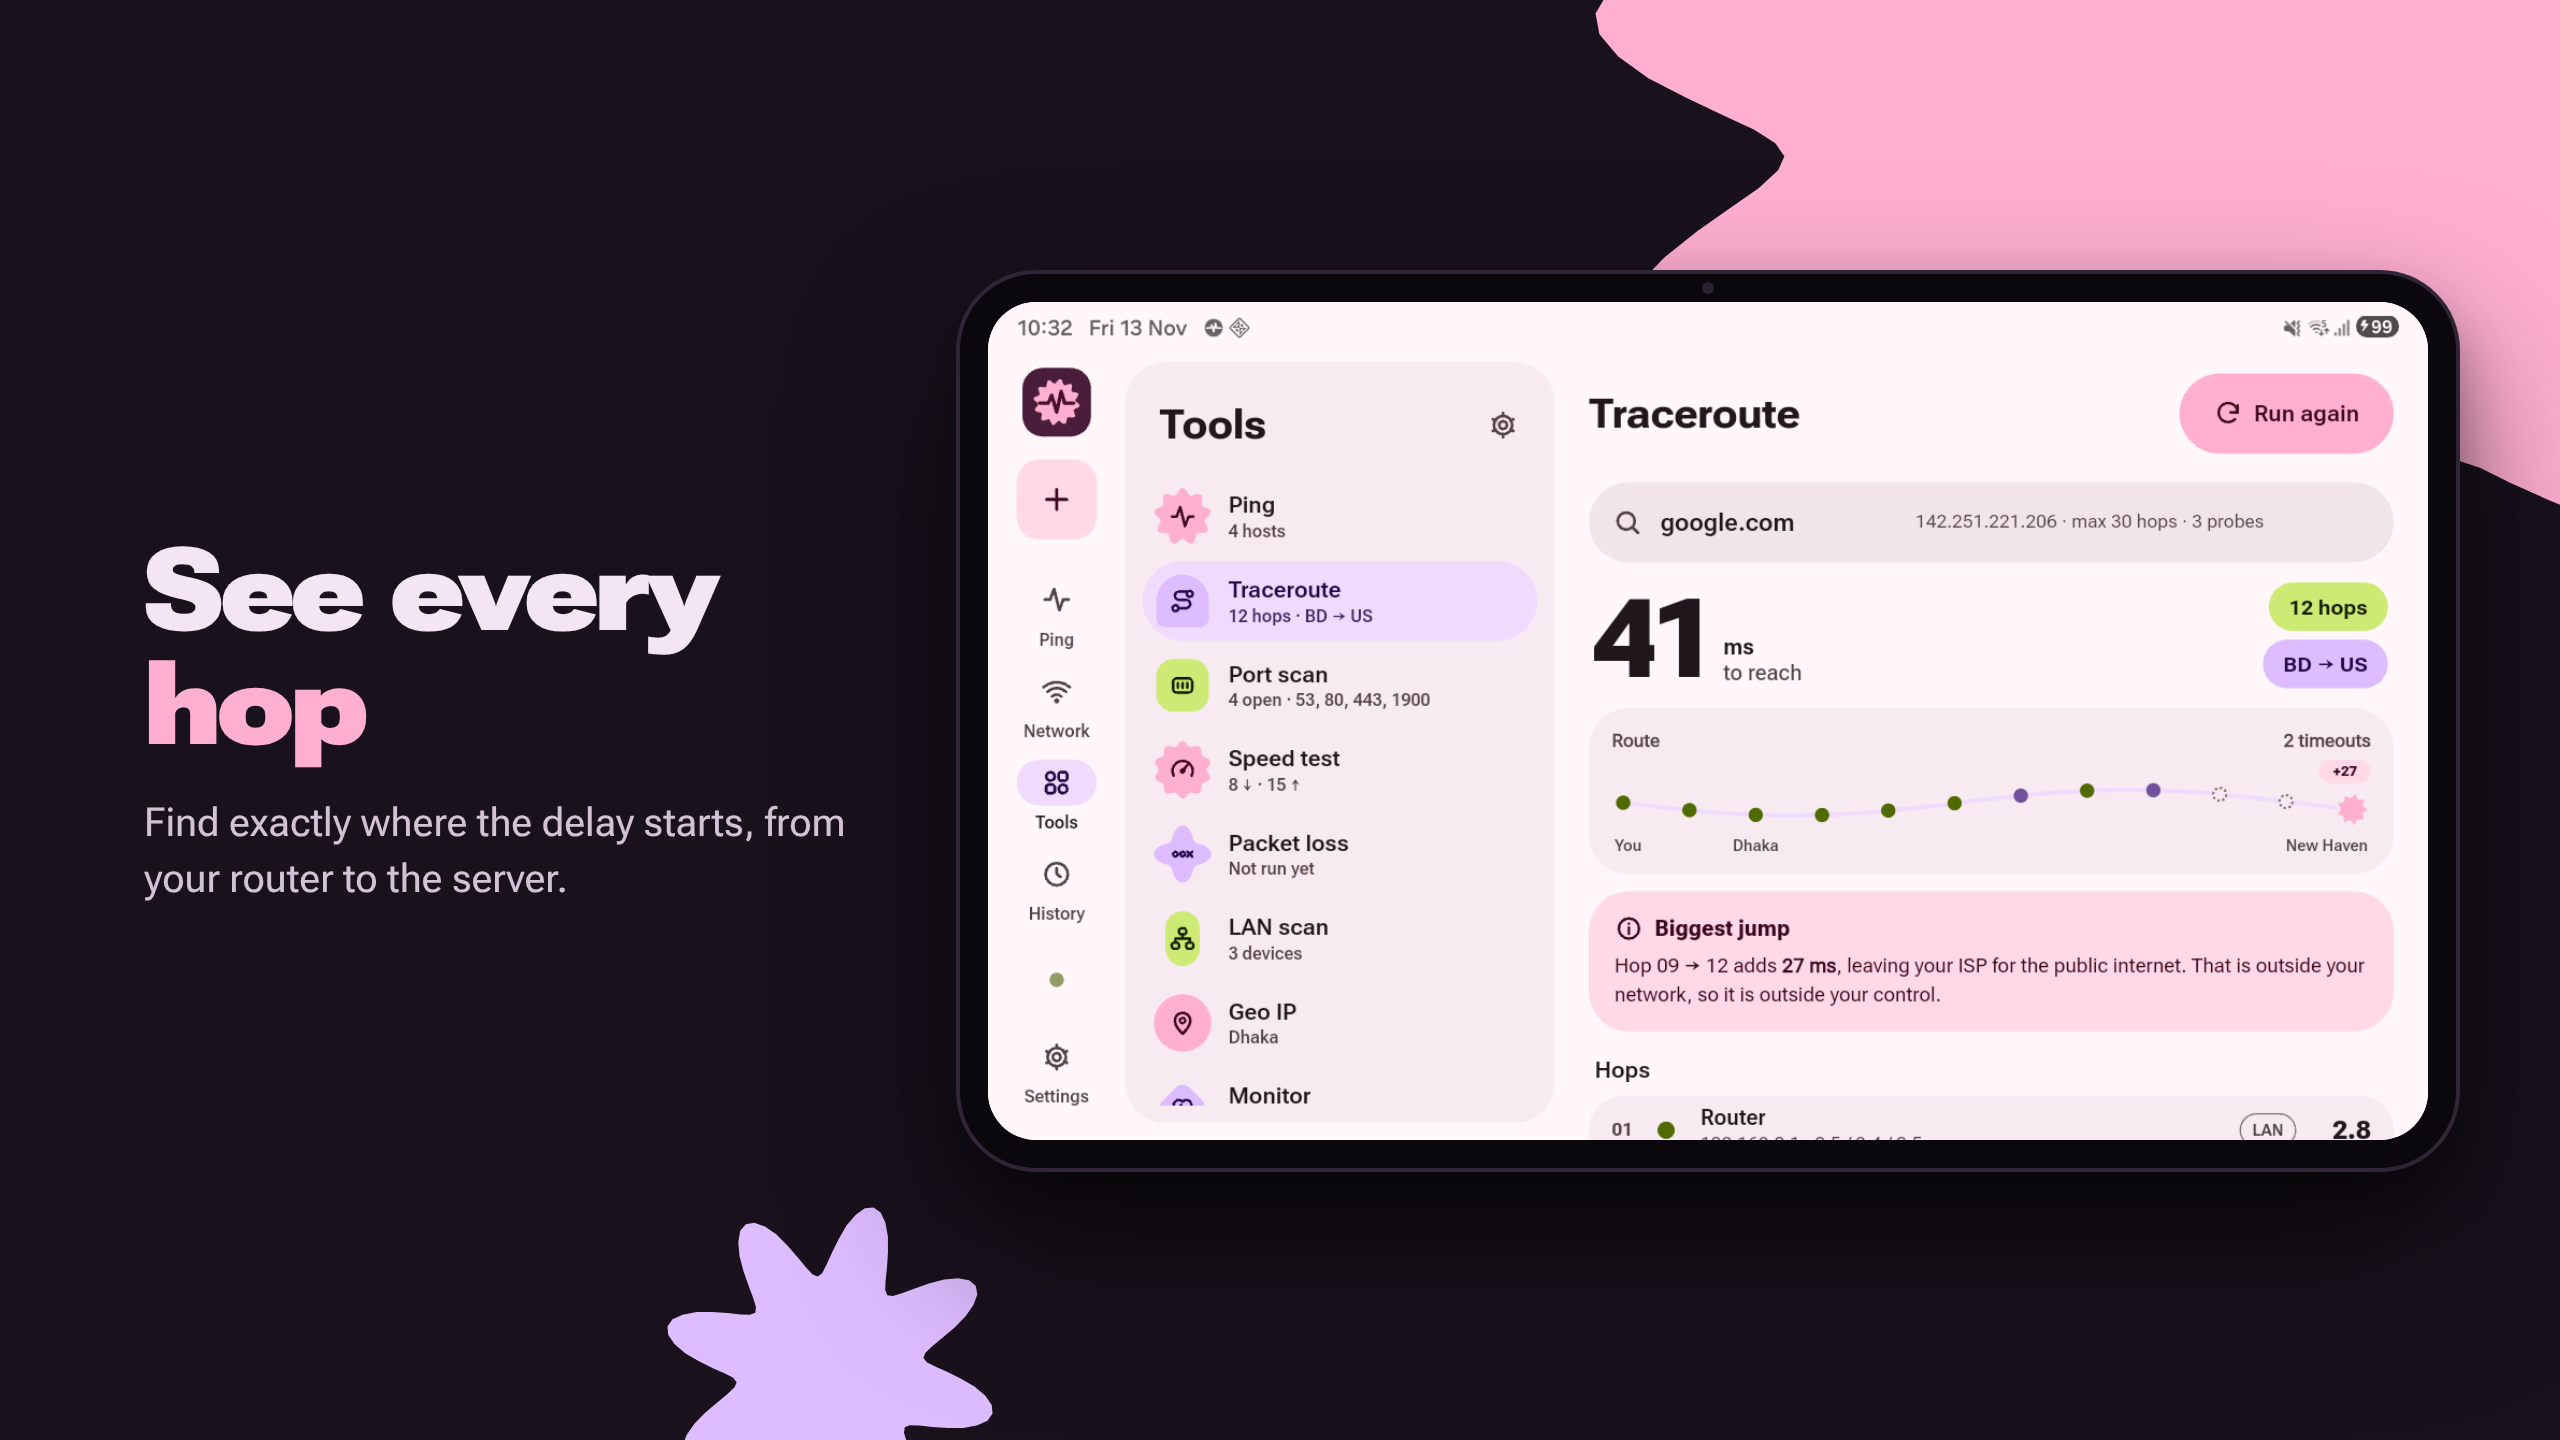 See every
hop
Find exactly where the delay starts, from
your router to the server.
10:32 Fri 13 Nov
99
Ping
Network
Tools
History
Settings
Tools
Ping
4 hosts
Traceroute
12 hops · BD → US
Port scan
4 open · 53, 80, 443, 1900
Speed test
8 ↓ · 15 ↑
Packet loss
Not run yet
LAN scan
3 devices
Geo IP
Dhaka
Monitor
Traceroute
Run again
google.com
142.251.221.206 · max 30 hops · 3 probes
41 ms
to reach
12 hops
BD → US
Route
2 timeouts
+27
You
Dhaka
New Haven
Biggest jump
Hop 09 → 12 adds 27 ms, leaving your ISP for the public internet. That is outside your
network, so it is outside your control.
Hops
01 Router LAN 2.8